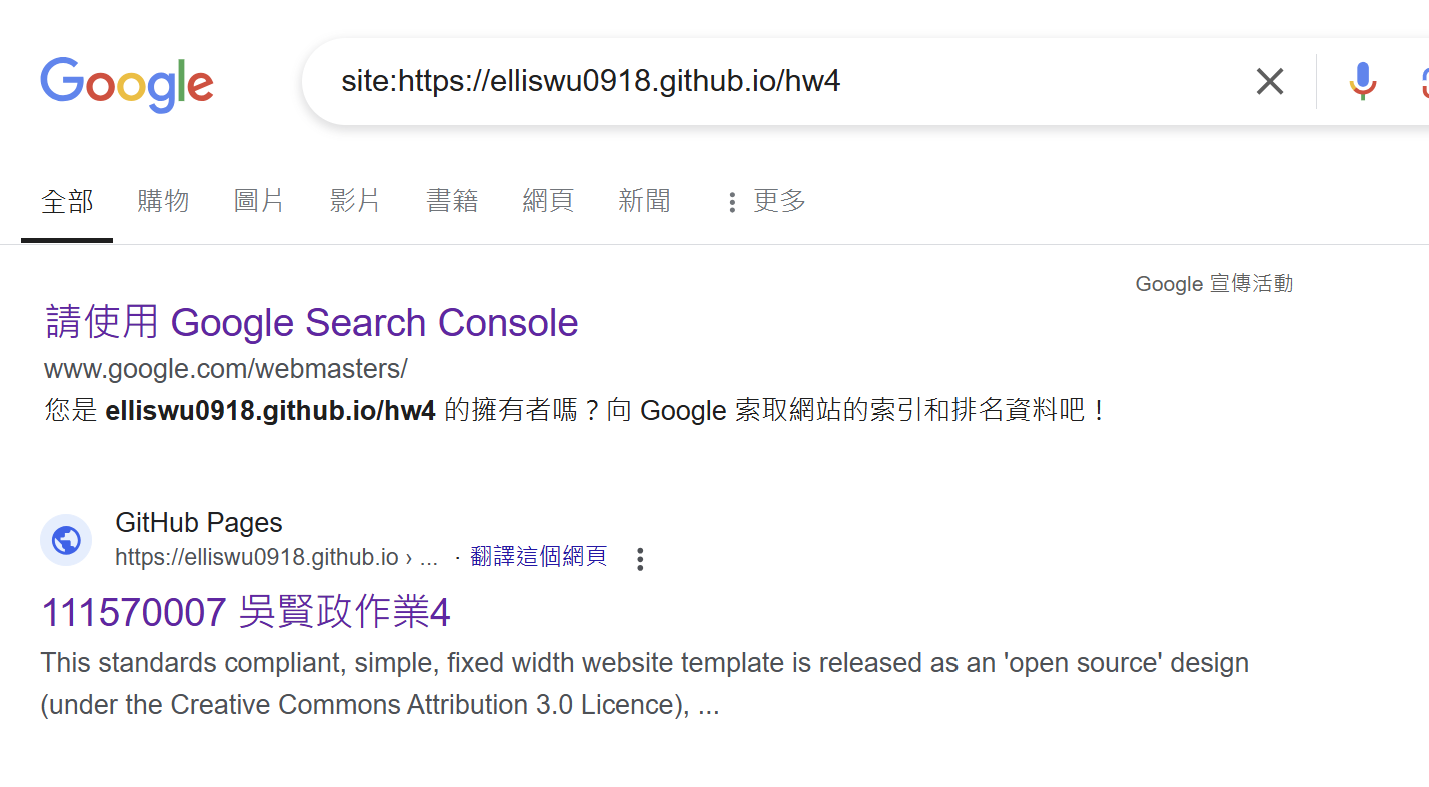 Google
site:https://elliswu0918.github.io/hw4
全部 購物 圖片 影片 書籍 網頁 新聞 更多
Google 宣傳活動
請使用 Google Search Console
www.google.com/webmasters/
您是 elliswu0918.github.io/hw4 的擁有者嗎？向 Google 索取網站的索引和排名資料吧！
GitHub Pages
https://elliswu0918.github.io › ... · 翻譯這個網頁
111570007 吳賢政作業4
This standards compliant, simple, fixed width website template is released as an 'open source' design
(under the Creative Commons Attribution 3.0 Licence), ...